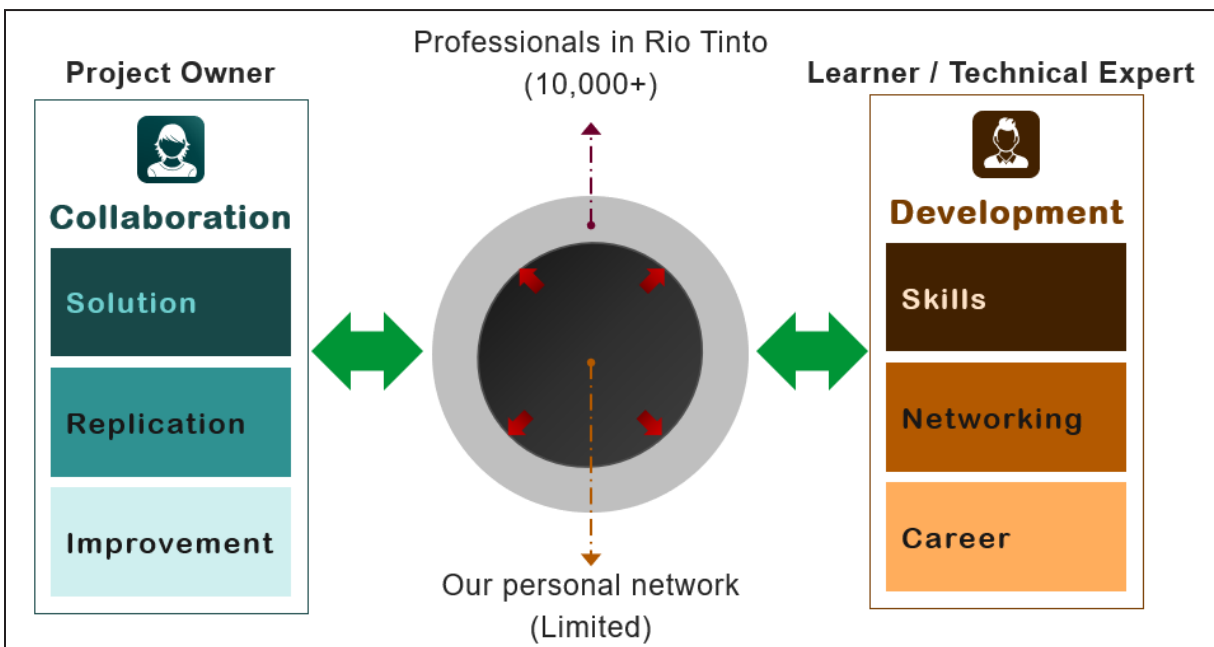 Project Owner
Collaboration
Solution
Replication
Improvement
Professionals in Rio Tinto
(10,000+)
Our personal network
(Limited)
Learner / Technical Expert
Development
Skills
Networking
Career